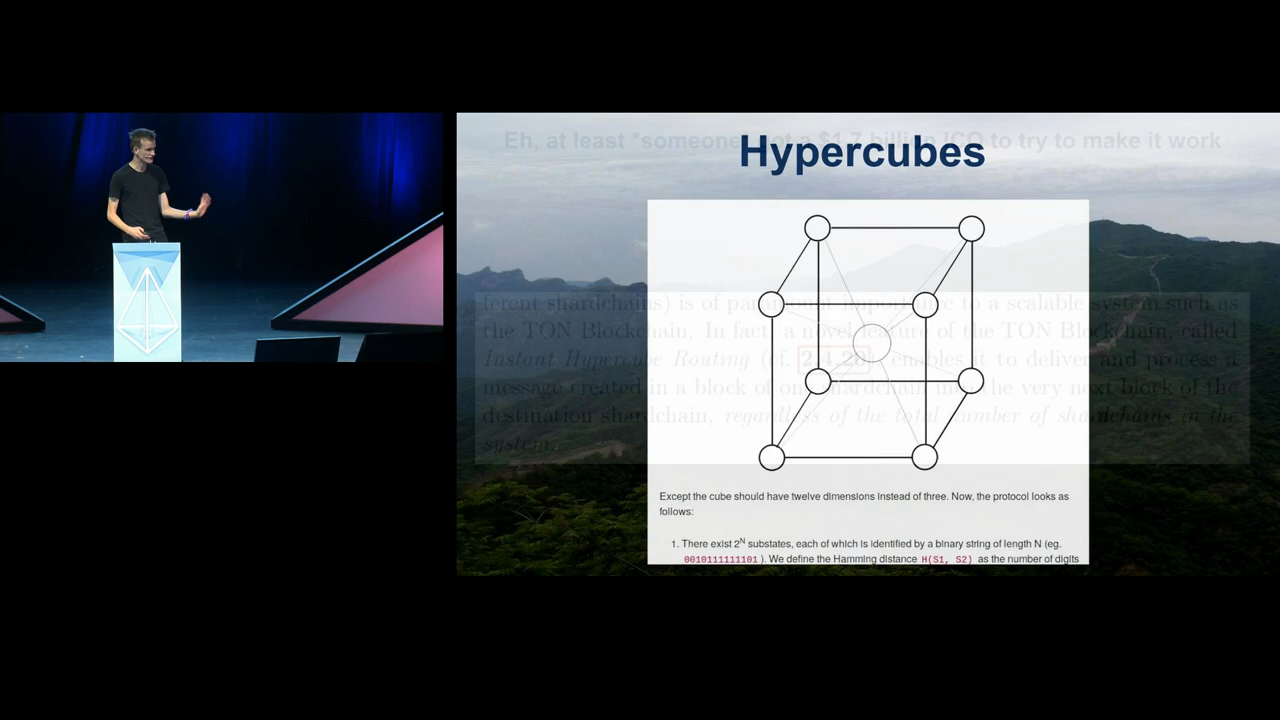 Eh, at least *someone* got a $1.7 billion ICO to try to make it work
Hypercubes
ferent shardchains) is of paramount importance to a scalable system such as
the TON Blockchain. In fact, a novel feature of the TON Blockchain, called
Instant Hypercube Routing (cf. 2.4.20), enables it to deliver and process a
message created in a block of one shardchain into the very next block of the
destination shardchain, regardless of the total number of shardchains in the
system.
Except the cube should have twelve dimensions instead of three. Now, the protocol looks as
follows:
1. There exist 2^N substates, each of which is identified by a binary string of length N (eg.
0010111111101 ). We define the Hamming distance H(S1, S2) as the number of digits